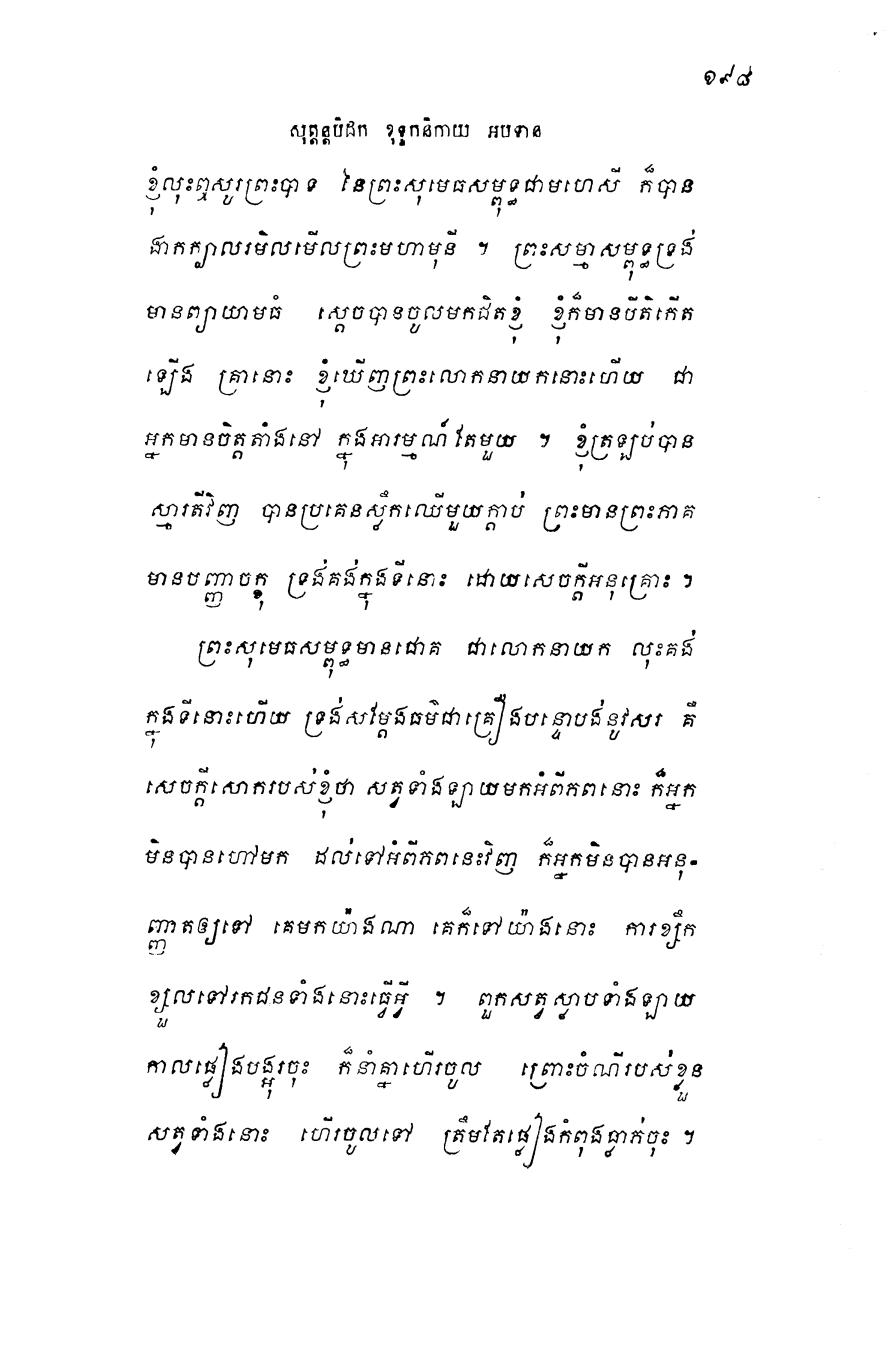 ១៩៨
សុត្តន្តបិដក ខុទ្ទកនិកាយ អបទាន
ខ្ញុំលុះឮសូរព្រះបាទ នៃព្រះសុមេធសម្ពុទ្ធជាមហេសី ក៏បាន
ងាកក្បាលរមិលមើលព្រះមហាមុនី ។ ព្រះសម្មាសម្ពុទ្ធទ្រង់
មានព្យាយាមធំ ស្តេចបានចូលមកជិតខ្ញុំ ខ្ញុំក៏មានបីតិកើត
ឡើង គ្រានោះ ខ្ញុំឃើញព្រះលោកនាយកនោះហើយ ជា
អ្នកមានចិត្តតាំងនៅ ក្នុងអារម្មណ៍តែមួយ ។ ខ្ញុំត្រឡប់បាន
ស្មារតីវិញ បានប្រគេនស្លឹកឈើមួយក្តាប់ ព្រះមានព្រះភាគ
មានបញ្ញាចក្ខុ ទ្រង់គង់ក្នុងទីនោះ ដោយសេចក្តីអនុគ្រោះ ។
ព្រះសុមេធសម្ពុទ្ធមានជោគ ជាលោកនាយក លុះគង់
ក្នុងទីនោះហើយ ទ្រង់សម្តែងធម៌ជាគ្រឿងបន្ទោបង់នូវសរ គឺ
សេចក្តីសោករបស់ខ្ញុំថា សត្វទាំងឡាយមកអំពីភពនោះ ក៏អ្នក
មិនបានហៅមក ដល់ទៅអំពីភពនេះវិញ ក៏អ្នកមិនបានអនុ-
ញ្ញាតឲ្យទៅ គេមកយ៉ាងណា គេក៏ទៅយ៉ាងនោះ ការខ្សឹក
ខ្សួលទៅរកជនទាំងនោះធ្វើអ្វី ។ ពួកសត្វស្លាបទាំងឡាយ
កាលភ្លៀងបង្អុរចុះ ក៏នាំគ្នាហើរចូល ព្រោះចំណីរបស់ខ្លួន
សត្វទាំងនោះ ហើរចូលទៅ ត្រឹមតែភ្លៀងកំពុងធ្លាក់ចុះ ។